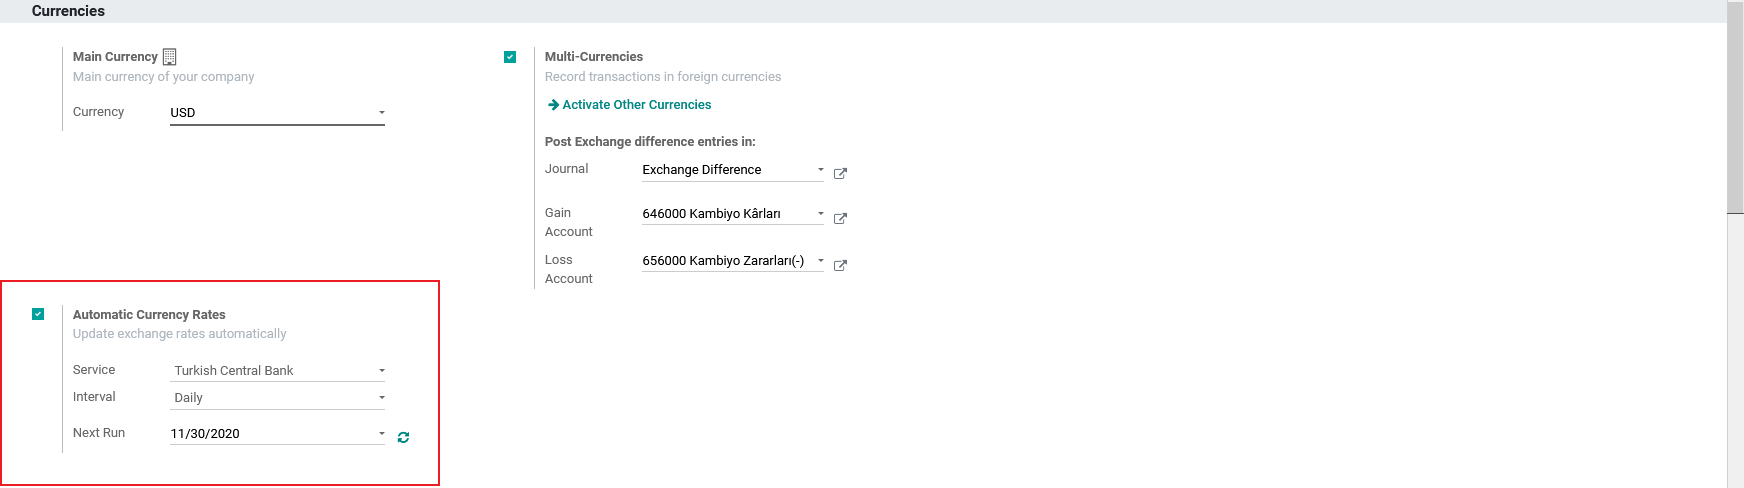 Currencies
Main Currency
Main currency of your company
Currency USD
Multi-Currencies
Record transactions in foreign currencies
Activate Other Currencies
Post Exchange difference entries in:
Journal Exchange Difference
Gain Account 646000 Kambiyo Kârları
Loss Account 656000 Kambiyo Zararları(-)
Automatic Currency Rates
Update exchange rates automatically
Service Turkish Central Bank
Interval Daily
Next Run 11/30/2020